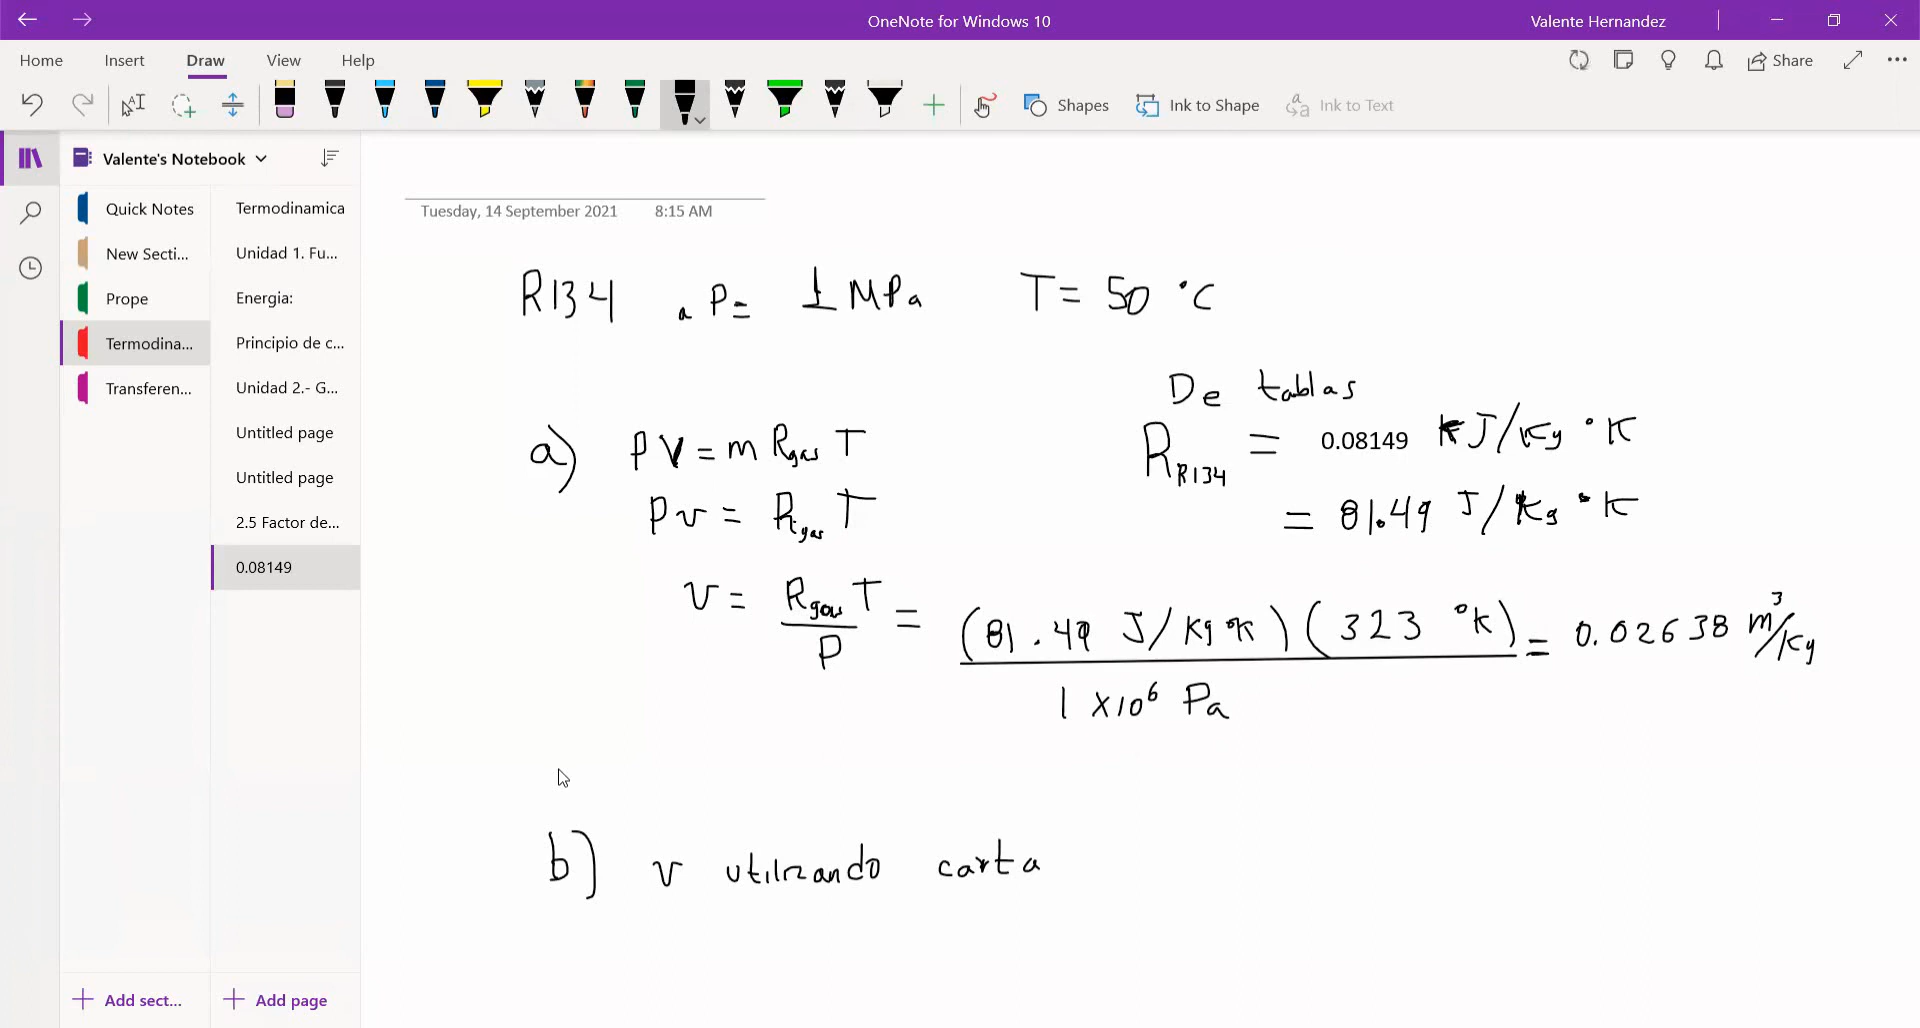 OneNote for Windows 10
Valente Hernandez
Home Insert Draw View Help
Share
Shapes Ink to Shape Ink to Text
Valente's Notebook
Quick Notes
New Secti...
Prope
Termodina...
Transferen...
Termodinamica
Unidad 1. Fu...
Energia:
Principio de c...
Unidad 2.- G...
Untitled page
Untitled page
2.5 Factor de...
0.08149
Add sect...
Add page
Tuesday, 14 September 2021 8:15 AM
R134 a P= 1 MPa T= 50 °C
De tablas
a) PV = m Rgas T
R R134 = 0.08149 KJ/Kg °K
Pv = Rgas T
= 81.49 J/Kg °K
v = Rgas T / P = (81.49 J/Kg °K) (323 °K) / 1 X10⁶ Pa = 0.02638 m³/Kg
b) v utilizando carta